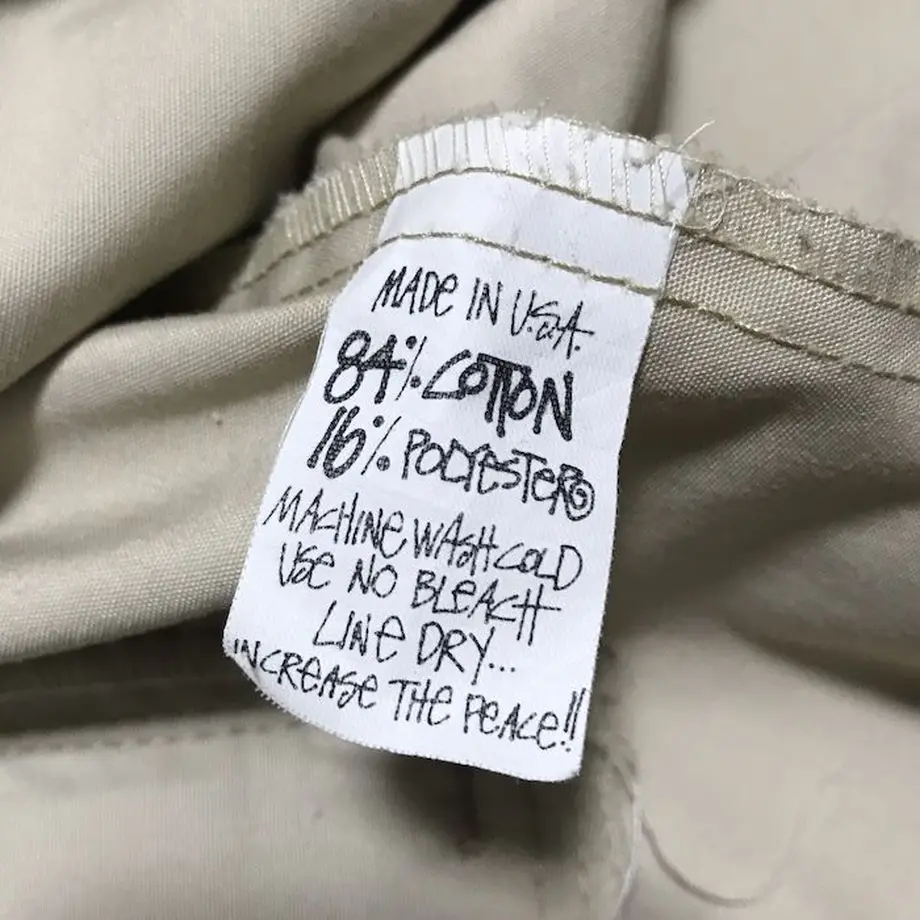 MADE IN U.S.A.
84% COTTON
16% POLYESTER
MACHINE WASH COLD
USE NO BLEACH
LINE DRY...
INCREASE THE PEACE!!